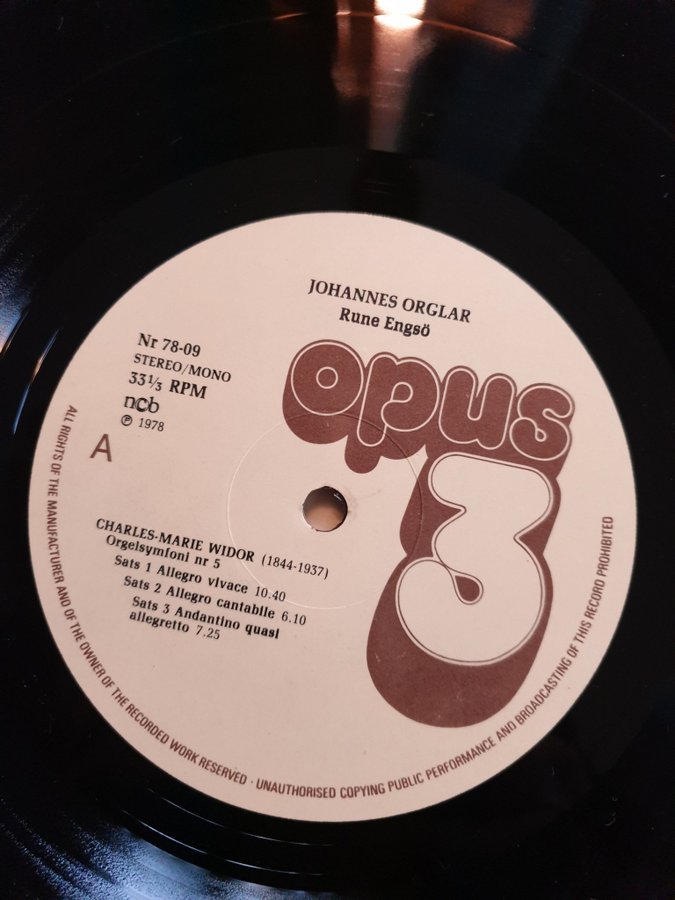 JOHANNES ORGLAR
Rune Engsö
opus
3
Nr 78-09
STEREO/MONO
33⅓ RPM
ncb
℗ 1978
A
CHARLES-MARIE WIDOR (1844-1937)
Orgelsymfoni nr 5
Sats 1 Allegro vivace 10.40
Sats 2 Allegro cantabile 6.10
Sats 3 Andantino quasi
allegretto 7.25
ALL RIGHTS OF THE MANUFACTURER AND OF THE OWNER OF THE RECORDED WORK RESERVED · UNAUTHORISED COPYING PUBLIC PERFORMANCE AND BROADCASTING OF THIS RECORD PROHIBITED